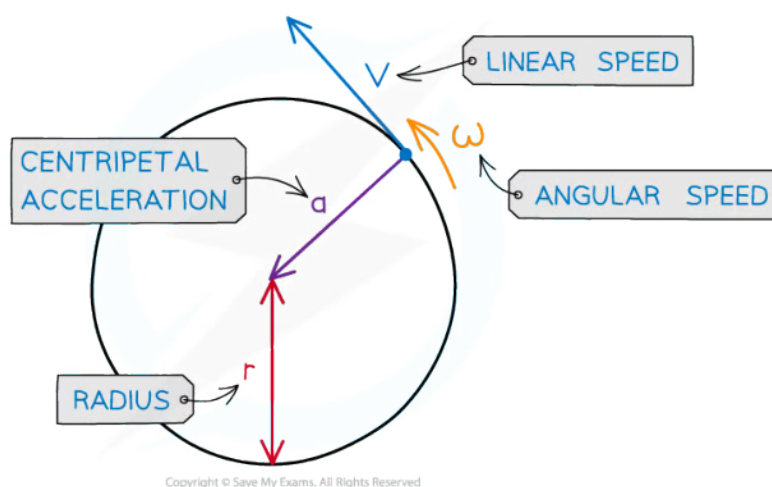 V
LINEAR SPEED
ω
ANGULAR SPEED
CENTRIPETAL
ACCELERATION
a
r
RADIUS
Copyright © Save My Exams. All Rights Reserved